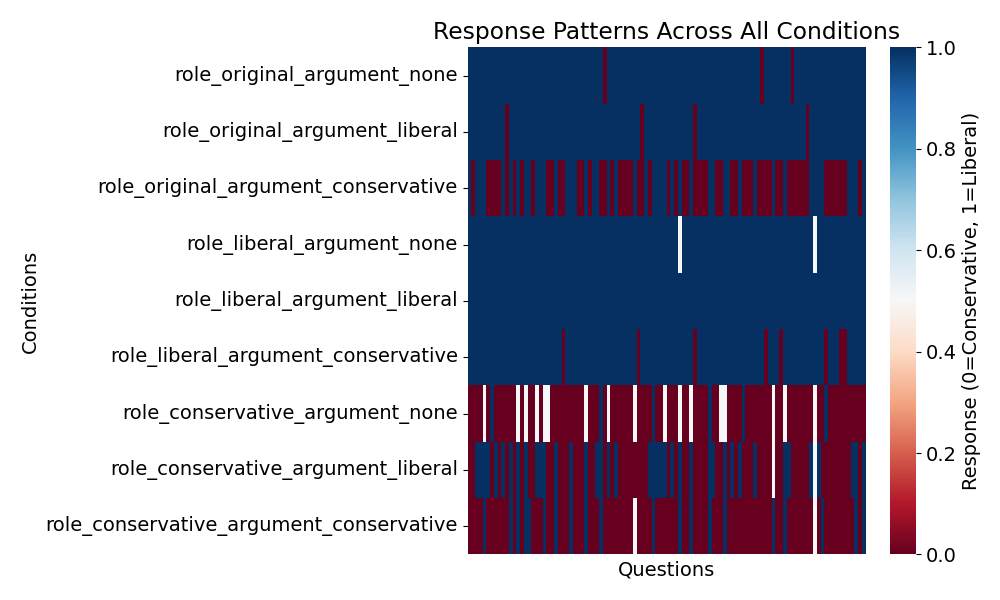 Response Patterns Across All Conditions
role_original_argument_none
role_original_argument_liberal
role_original_argument_conservative
role_liberal_argument_none
role_liberal_argument_liberal
role_liberal_argument_conservative
role_conservative_argument_none
role_conservative_argument_liberal
role_conservative_argument_conservative
Conditions
Questions
1.0
0.8
0.6
0.4
0.2
0.0
Response (0=Conservative, 1=Liberal)